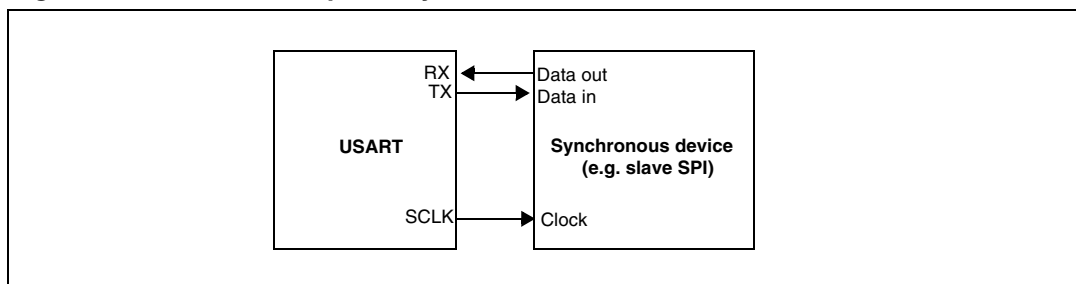 RX
Data out
TX
Data in
USART
Synchronous device
(e.g. slave SPI)
SCLK
Clock